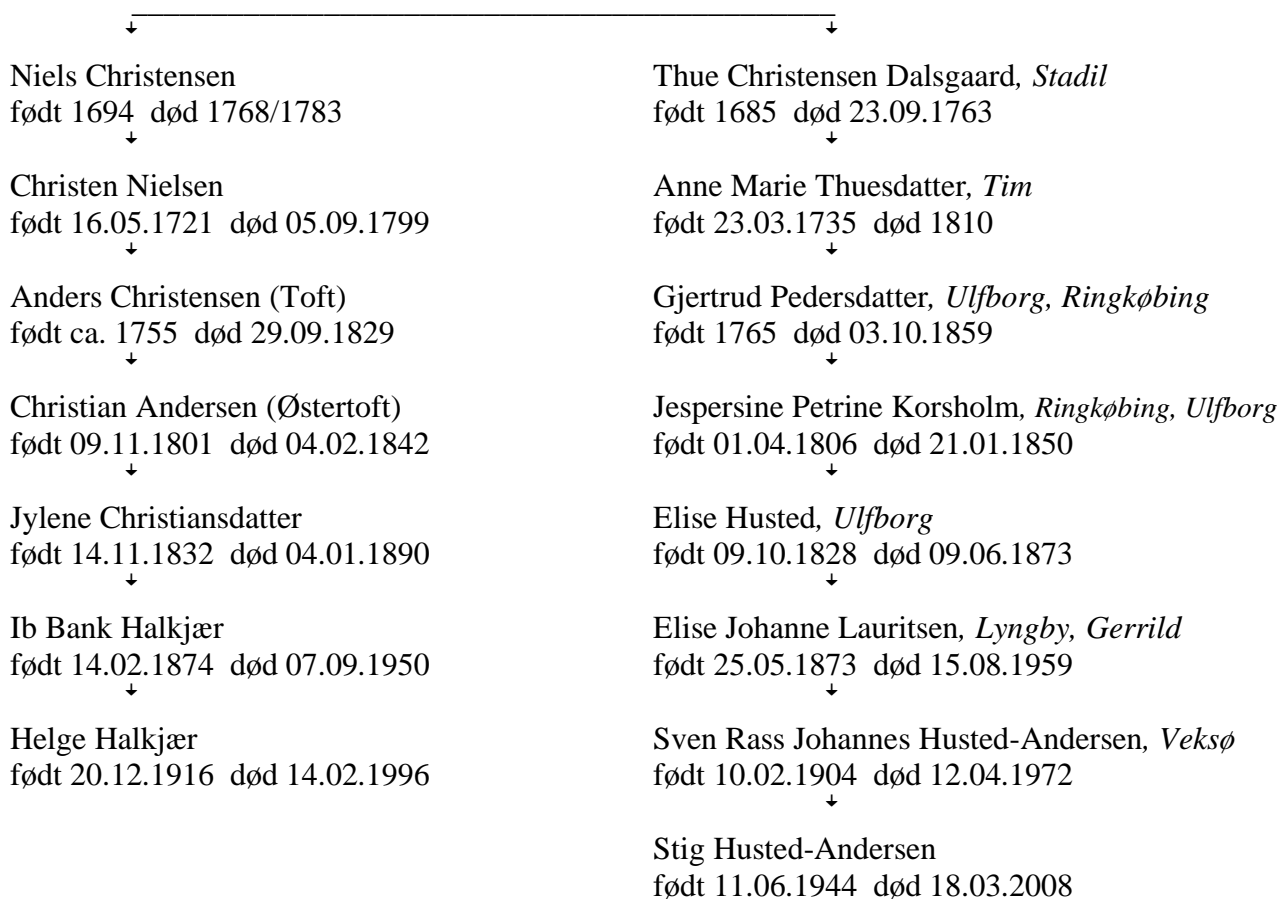 Niels Christensen
født 1694 død 1768/1783
Christen Nielsen
født 16.05.1721 død 05.09.1799
Anders Christensen (Toft)
født ca. 1755 død 29.09.1829
Christian Andersen (Østertoft)
født 09.11.1801 død 04.02.1842
Jylene Christiansdatter
født 14.11.1832 død 04.01.1890
Ib Bank Halkjær
født 14.02.1874 død 07.09.1950
Helge Halkjær
født 20.12.1916 død 14.02.1996
Thue Christensen Dalsgaard, Stadil
født 1685 død 23.09.1763
Anne Marie Thuesdatter, Tim
født 23.03.1735 død 1810
Gjertrud Pedersdatter, Ulfborg, Ringkøbing
født 1765 død 03.10.1859
Jespersine Petrine Korsholm, Ringkøbing, Ulfborg
født 01.04.1806 død 21.01.1850
Elise Husted, Ulfborg
født 09.10.1828 død 09.06.1873
Elise Johanne Lauritsen, Lyngby, Gerrild
født 25.05.1873 død 15.08.1959
Sven Rass Johannes Husted-Andersen, Veksø
født 10.02.1904 død 12.04.1972
Stig Husted-Andersen
født 11.06.1944 død 18.03.2008